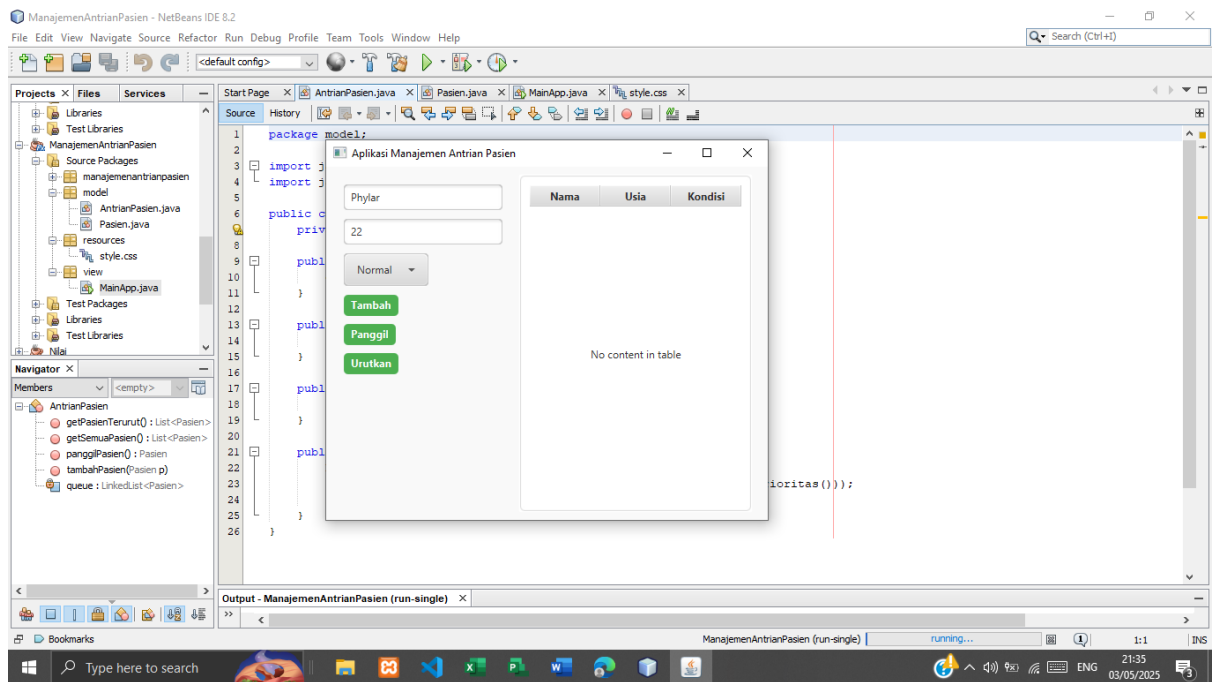 ManajemenAntrianPasien - NetBeans IDE 8.2
File Edit View Navigate Source Refactor Run Debug Profile Team Tools Window Help
Search (Ctrl+I)
<default config>
Projects Files Services
Start Page AntrianPasien.java Pasien.java MainApp.java style.css
Source History
Libraries
Test Libraries
ManajemenAntrianPasien
Source Packages
manajemenantrianpasien
model
AntrianPasien.java
Pasien.java
resources
style.css
view
MainApp.java
Test Packages
Libraries
Test Libraries
Nilai
Navigator
Members <empty>
AntrianPasien
getPasienTerurut() : List<Pasien>
getSemuaPasien() : List<Pasien>
panggilPasien() : Pasien
tambahPasien(Pasien p)
queue : LinkedList<Pasien>
1 package model;
2
3 import j
4 import j
5
6 public c
priv
8
9 publ
10
11 }
12
13 publ
14
15 }
16
17 publ
18
19 }
20
21 publ
22
23 ioritas());
24
25 }
26 }
Aplikasi Manajemen Antrian Pasien
Phylar
22
Normal
Tambah
Panggil
Urutkan
Nama Usia Kondisi
No content in table
Output - ManajemenAntrianPasien (run-single)
Bookmarks
ManajemenAntrianPasien (run-single) running... 1 1:1 INS
Type here to search
ENG
21:35
03/05/2025
3